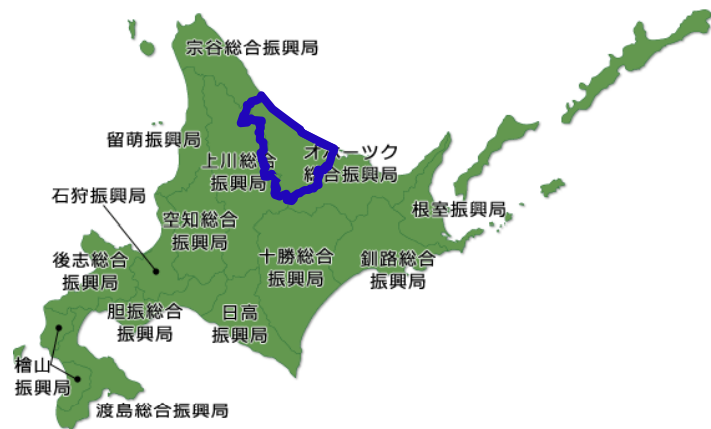 宗谷総合振興局
留萌振興局
上川総合
振興局
オホーツク
総合振興局
石狩振興局
空知総合
振興局
根室振興局
後志総合
振興局
十勝総合
振興局
釧路総合
振興局
胆振総合
振興局
日高
振興局
檜山
振興局
渡島総合振興局